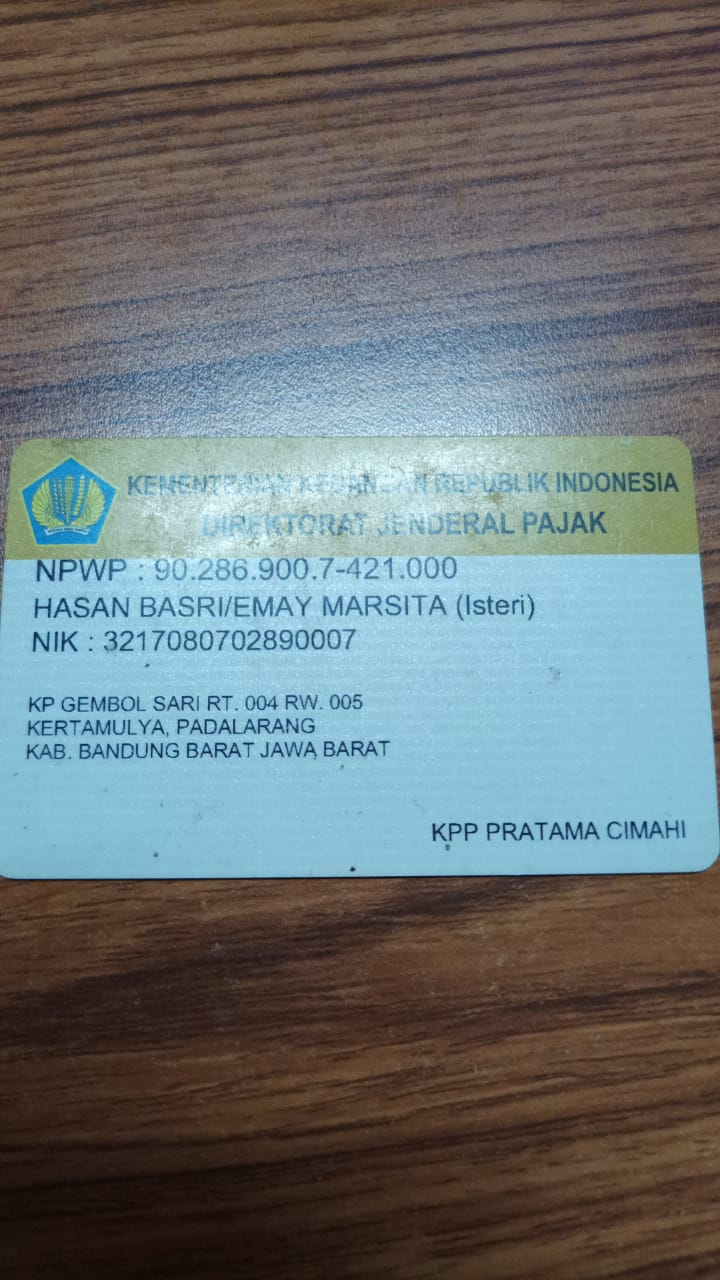 KEMENTERIAN KEUANGAN REPUBLIK INDONESIA
DIREKTORAT JENDERAL PAJAK
NPWP : 90.286.900.7-421.000
HASAN BASRI/EMAY MARSITA (Isteri)
NIK : 3217080702890007
KP GEMBOL SARI RT. 004 RW. 005
KERTAMULYA, PADALARANG
KAB. BANDUNG BARAT JAWA BARAT
KPP PRATAMA CIMAHI